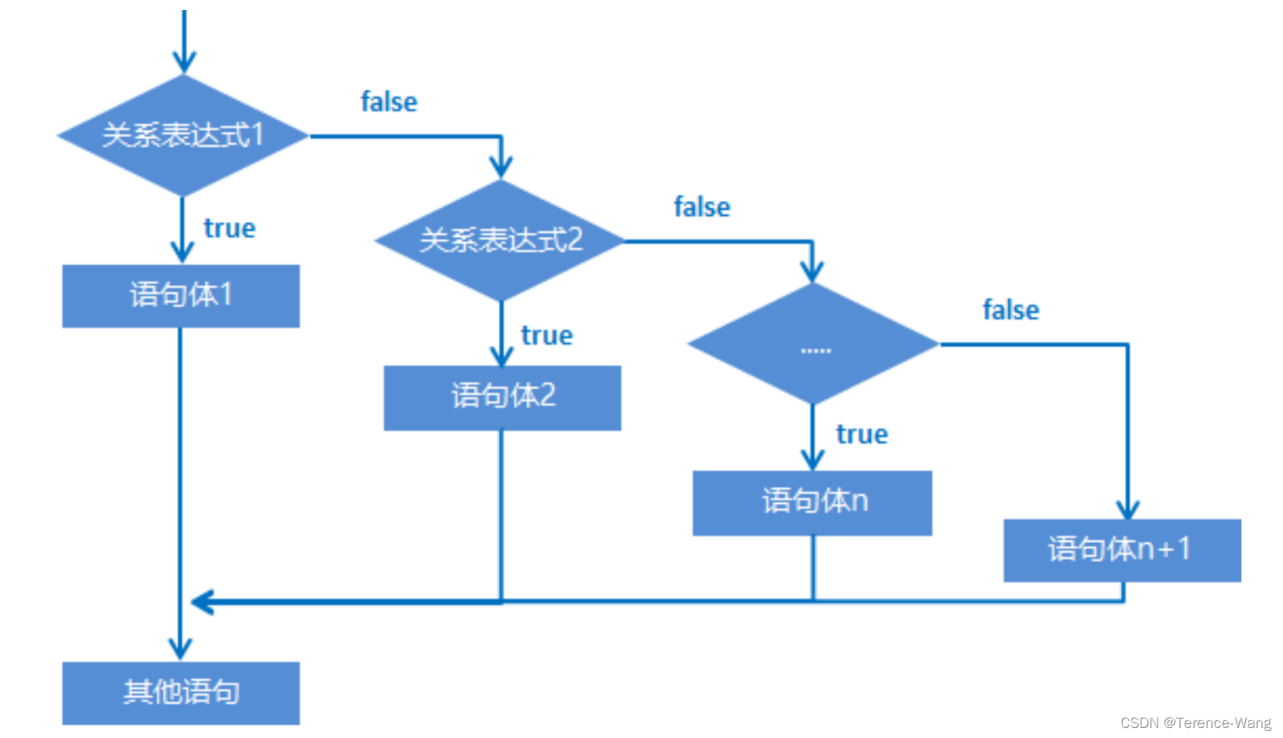 false
关系表达式1
true
false
关系表达式2
语句体1
false
true
.....
语句体2
true
语句体n
语句体n+1
其他语句
CSDN @Terence-Wang